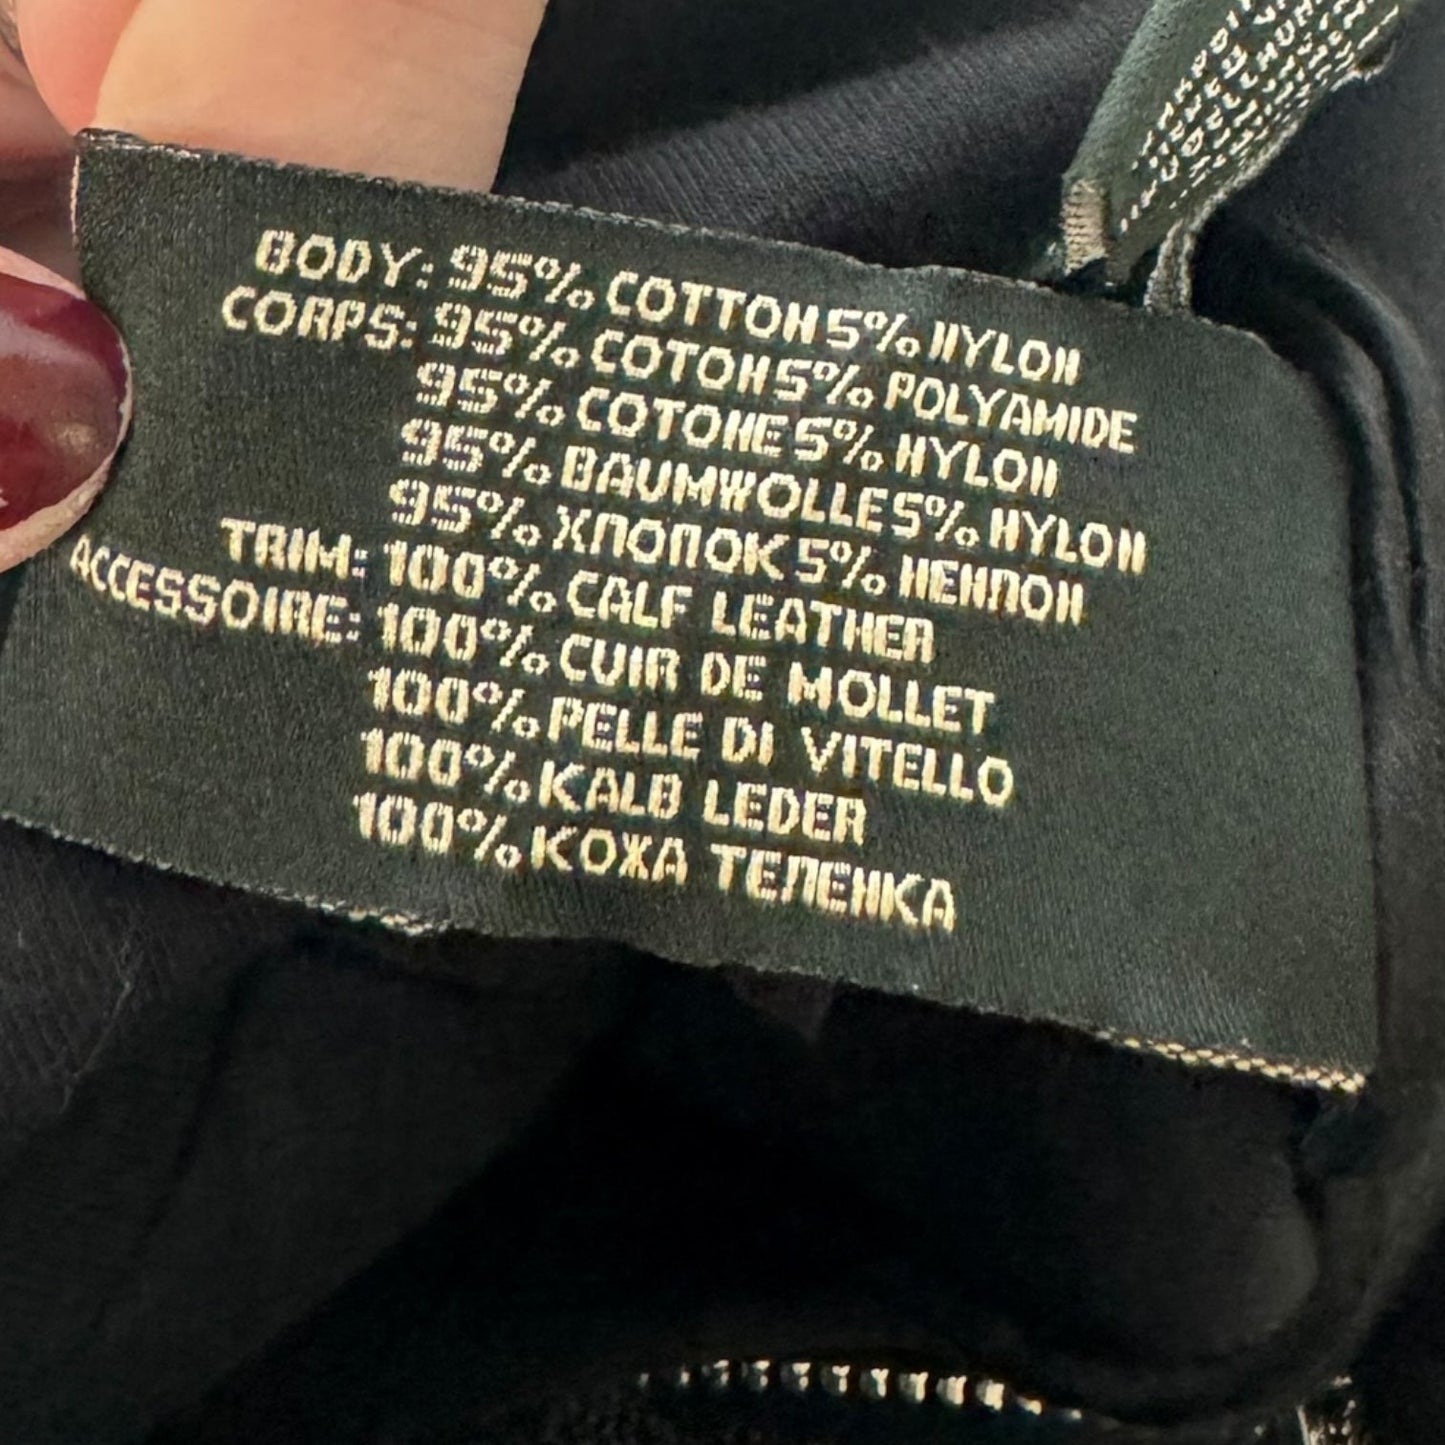 BODY: 95% COTTON 5% NYLON
CORPS: 95% COTON 5% POLYAMIDE
95% COTONE 5% NYLON
95% BAUMWOLLE 5% NYLON
95% ХЛОПОК 5% НЕЙЛОН
TRIM: 100% CALF LEATHER
ACCESSOIRE: 100% CUIR DE MOLLET
100% PELLE DI VITELLO
100% KALB LEDER
100% КОЖА ТЕЛЕНКА